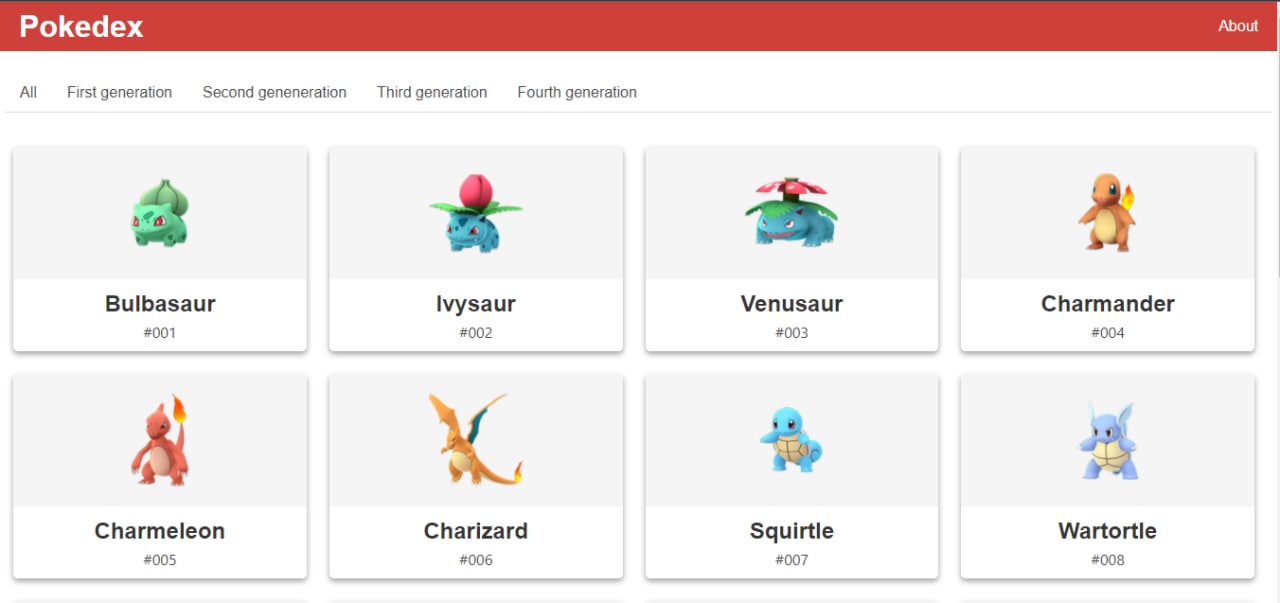 Pokedex
About
All First generation Second geneneration Third generation Fourth generation
Bulbasaur Ivysaur Venusaur Charmander
#001 #002 #003 #004
Charmeleon Charizard Squirtle Wartortle
#005 #006 #007 #008